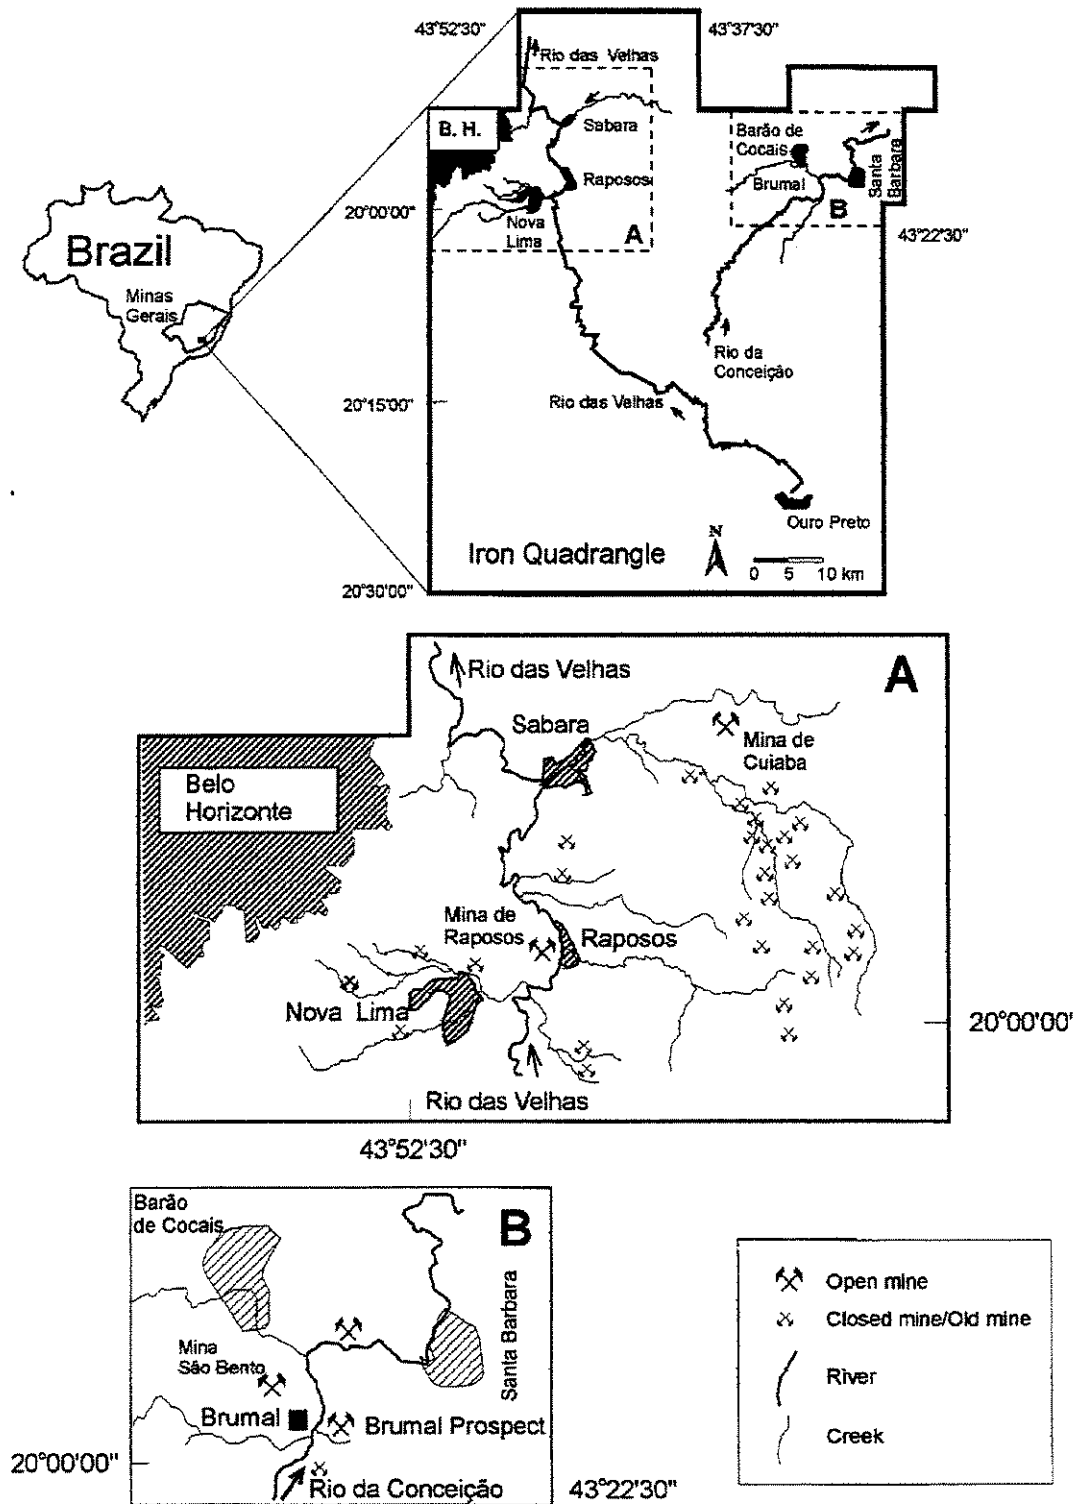 43°52'30"
43°37'30"
Rio das Velhas
B. H.
Sabara
Barão de
Cocais
Santa
Barbara
Raposos
Brumal
20°00'00"
Nova
Lima
A
B
43°22'30"
Brazil
Minas
Gerais
Rio da
Conceição
20°15'00"
Rio das Velhas
Ouro Preto
N
Iron Quadrangle
0 5 10 km
20°30'00"
A
Rio das Velhas
Sabara
Mina de
Cuiaba
Belo
Horizonte
Mina de
Raposos
Raposos
Nova Lima
20°00'00"
Rio das Velhas
43°52'30"
Barão
de Cocais
B
Santa Barbara
Mina
São Bento
Brumal
Brumal Prospect
20°00'00"
Rio da Conceição
43°22'30"
Open mine
Closed mine/Old mine
River
Creek